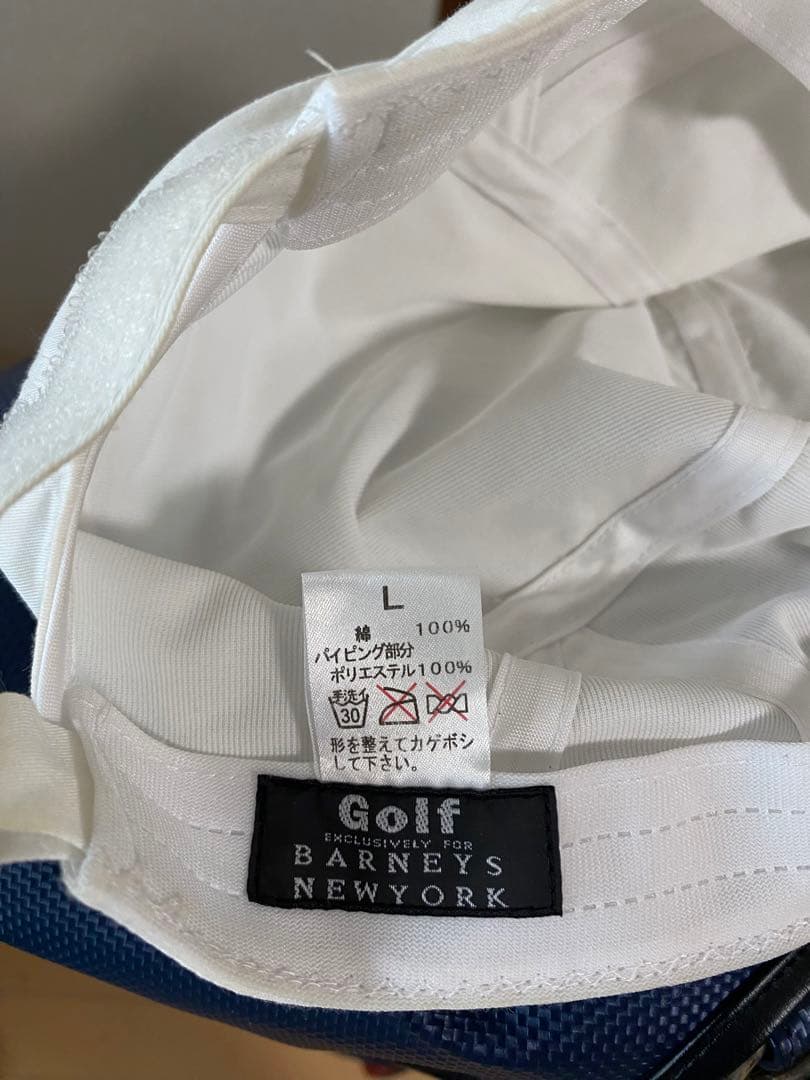 L
綿 100%
パイピング部分
ポリエステル100%
手洗イ
30
形を整えてカゲボシ
して下さい。
Golf
EXCLUSIVELY FOR
BARNEYS
NEWYORK